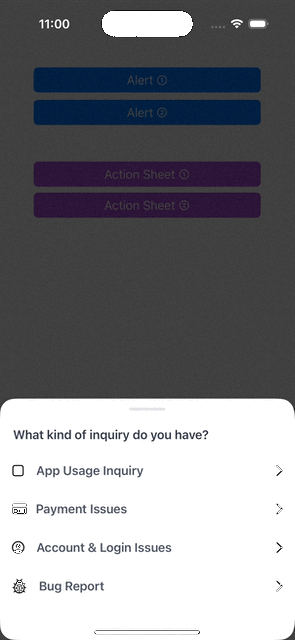 11:00
Alert ①
Alert ②
Action Sheet ①
Action Sheet ②
What kind of inquiry do you have?
App Usage Inquiry
Payment Issues
Account & Login Issues
Bug Report